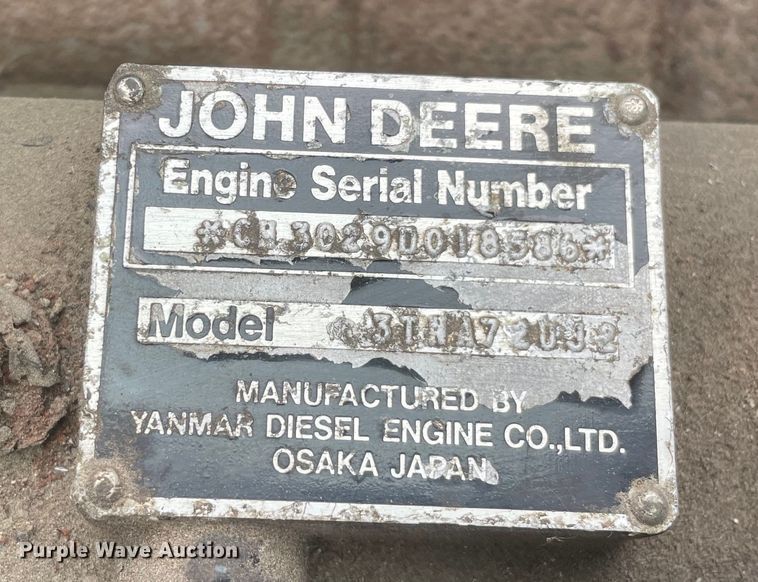 JOHN DEERE
Engine Serial Number
*CH3029D018586*
Model 3TNA72UJ2
MANUFACTURED BY
YANMAR DIESEL ENGINE CO.,LTD.
OSAKA JAPAN
Purple Wave Auction